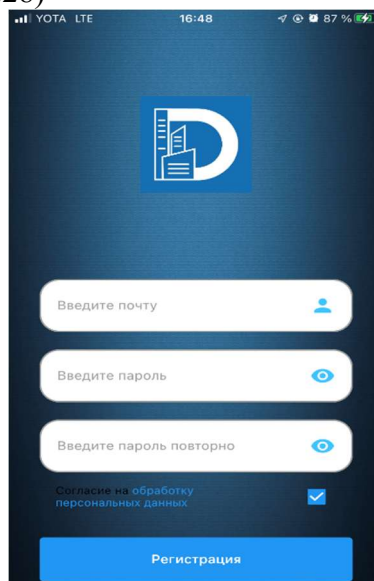 YOTA LTE 16:48 87 %
D
Введите почту
Введите пароль
Введите пароль повторно
Согласие на обработку
персональных данных
Регистрация